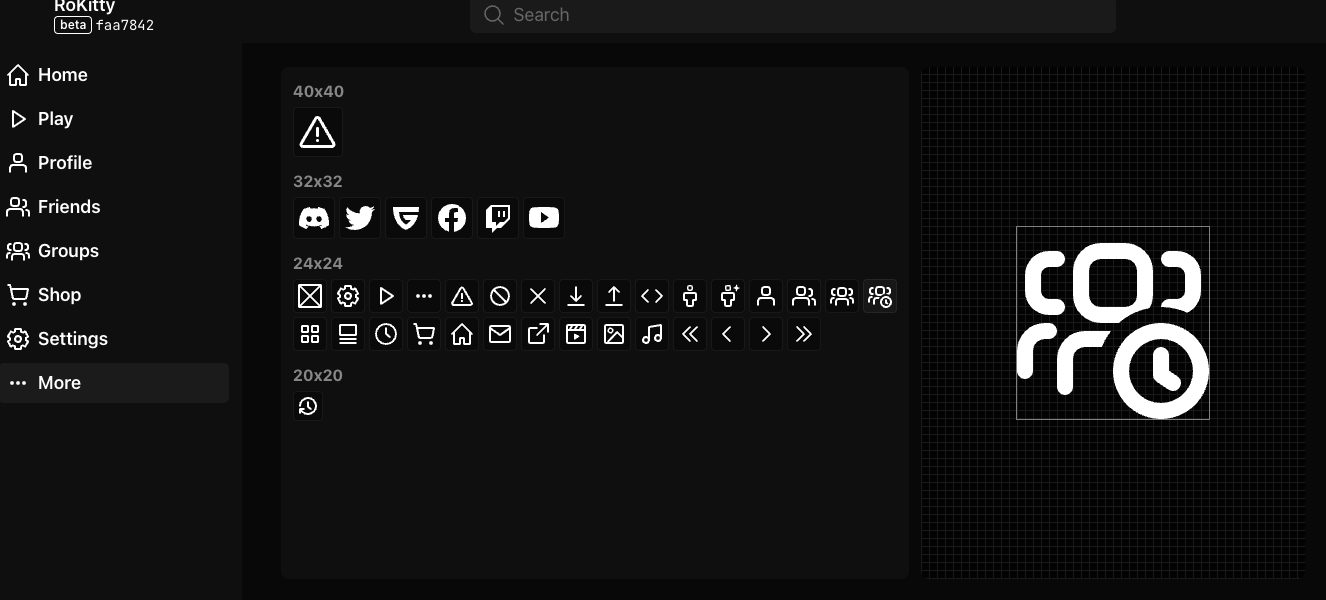 RoKitty
beta faa7842
Search
Home
Play
Profile
Friends
Groups
Shop
Settings
More
40x40
32x32
24x24
20x20